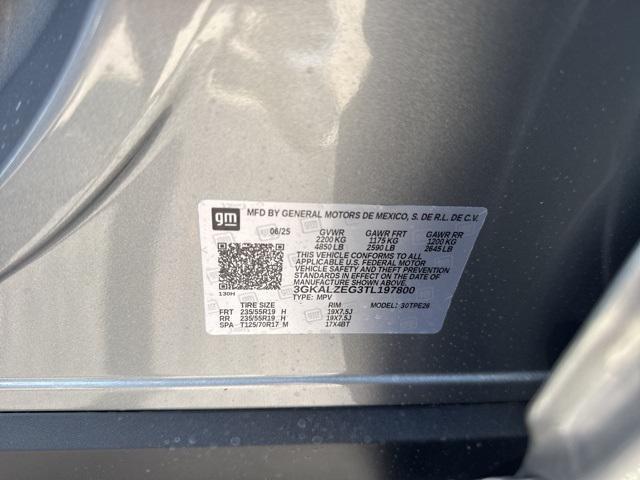 gm
MFD BY GENERAL MOTORS DE MEXICO, S. DE R.L. DE C.V.
06/25 GVWR GAWR FRT GAWR RR
2200 KG 1175 KG 1200 KG
4850 LB 2590 LB 2645 LB
THIS VEHICLE CONFORMS TO ALL
APPLICABLE U.S. FEDERAL MOTOR
VEHICLE SAFETY AND THEFT PREVENTION
STANDARDS IN EFFECT ON THE DATE OF
MANUFACTURE SHOWN ABOVE.
3GKALZEG3TL197800
130H TYPE: MPV MODEL: 3OTPE26
TIRE SIZE RIM
FRT 235/55R19 H 19X7.5J
RR 235/55R19 H 19X7.5J
SPA T125/70R17 M 17X4BT